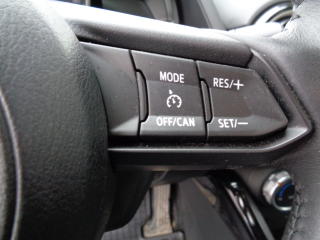 MODE
RES/+
OFF/CAN
SET/−